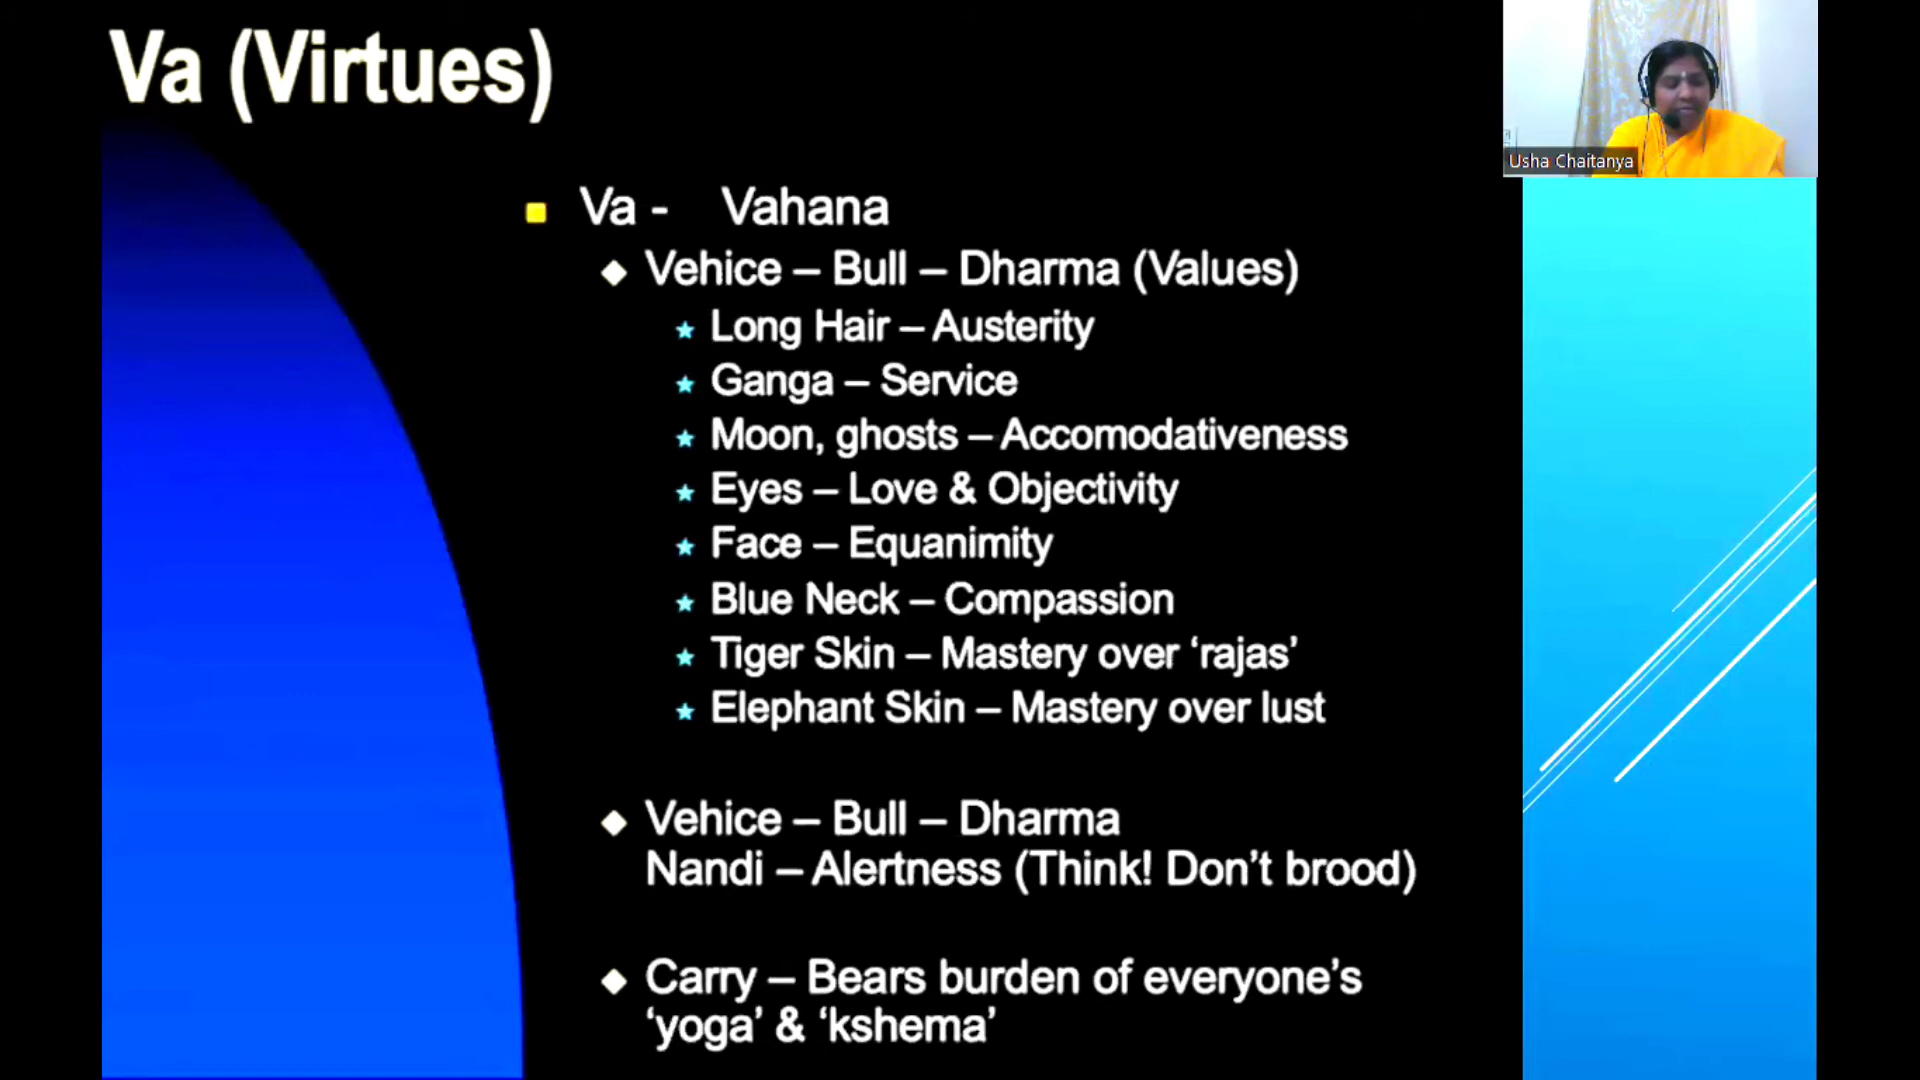 Va (Virtues)
Usha Chaitanya
Va - Vahana
Vehice – Bull – Dharma (Values)
Long Hair – Austerity
Ganga – Service
Moon, ghosts – Accomodativeness
Eyes – Love & Objectivity
Face – Equanimity
Blue Neck – Compassion
Tiger Skin – Mastery over ‘rajas’
Elephant Skin – Mastery over lust
Vehice – Bull – Dharma
Nandi – Alertness (Think! Don’t brood)
Carry – Bears burden of everyone’s
‘yoga’ & ‘kshema’